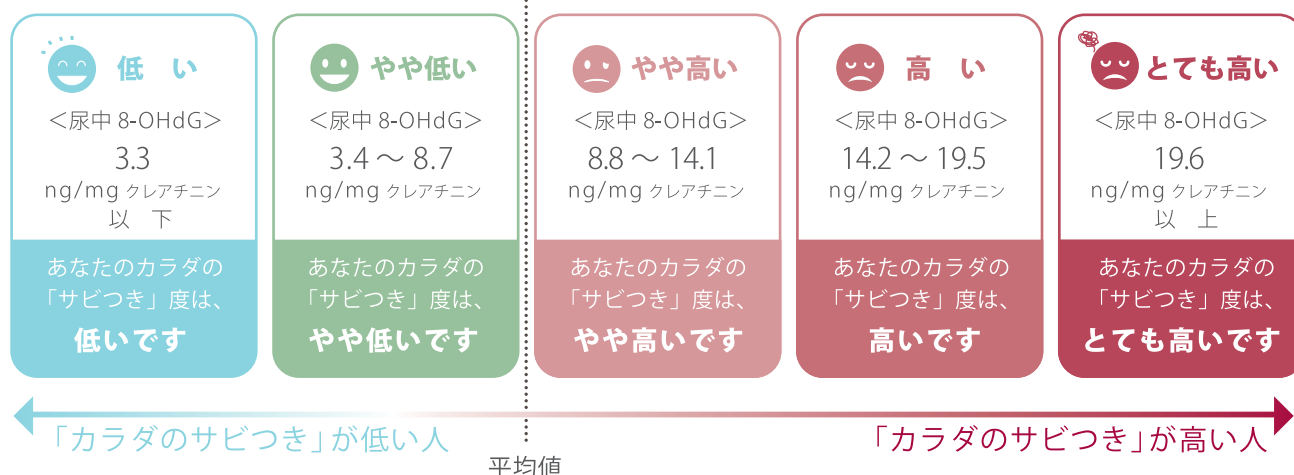 低 い
＜尿中 8-OHdG＞
3.3
ng/mg クレアチニン
以 下
あなたのカラダの
「サビつき」度は、
低いです
やや低い
＜尿中 8-OHdG＞
3.4 〜 8.7
ng/mg クレアチニン
あなたのカラダの
「サビつき」度は、
やや低いです
やや高い
＜尿中 8-OHdG＞
8.8 〜 14.1
ng/mg クレアチニン
あなたのカラダの
「サビつき」度は、
やや高いです
高 い
＜尿中 8-OHdG＞
14.2 〜 19.5
ng/mg クレアチニン
あなたのカラダの
「サビつき」度は、
高いです
とても高い
＜尿中 8-OHdG＞
19.6
ng/mg クレアチニン
以 上
あなたのカラダの
「サビつき」度は、
とても高いです
「カラダのサビつき」が低い人
「カラダのサビつき」が高い人
平均値